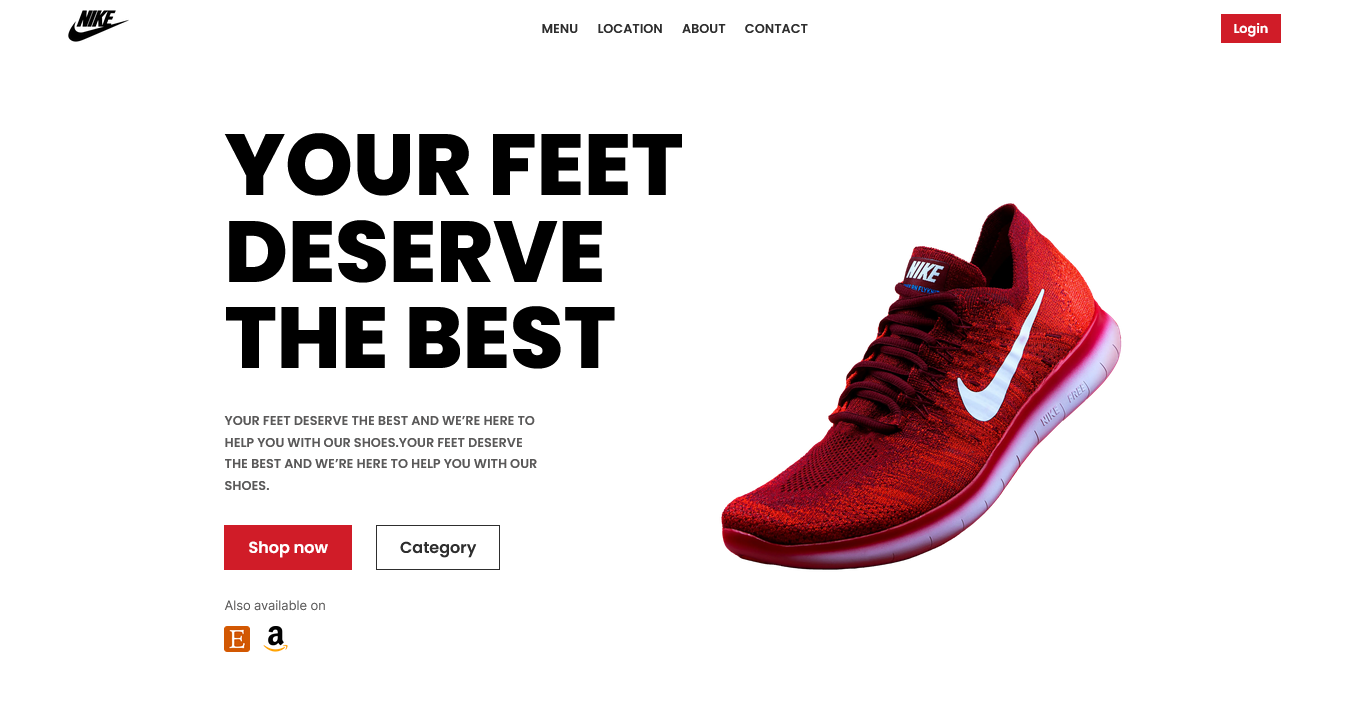 NIKE
MENU LOCATION ABOUT CONTACT
Login
YOUR FEET
DESERVE
THE BEST
YOUR FEET DESERVE THE BEST AND WE’RE HERE TO
HELP YOU WITH OUR SHOES.YOUR FEET DESERVE
THE BEST AND WE’RE HERE TO HELP YOU WITH OUR
SHOES.
Shop now
Category
Also available on
E
a
NIKE
NIKE FREE